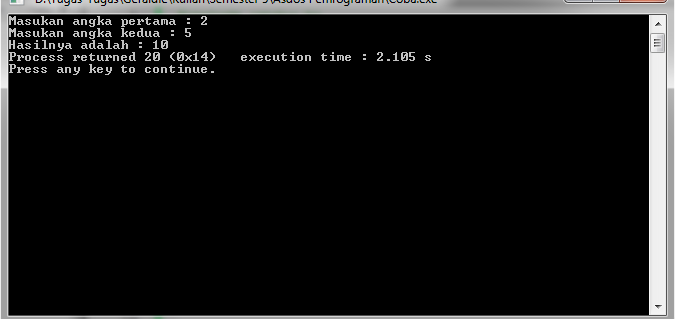 D:\Tugas-Tugas\Geraldie\Kuliah\Semester 5\Asdos Pemrograman\Coba.exe
Masukan angka pertama : 2
Masukan angka kedua : 5
Hasilnya adalah : 10
Process returned 20 (0x14)   execution time : 2.105 s
Press any key to continue.